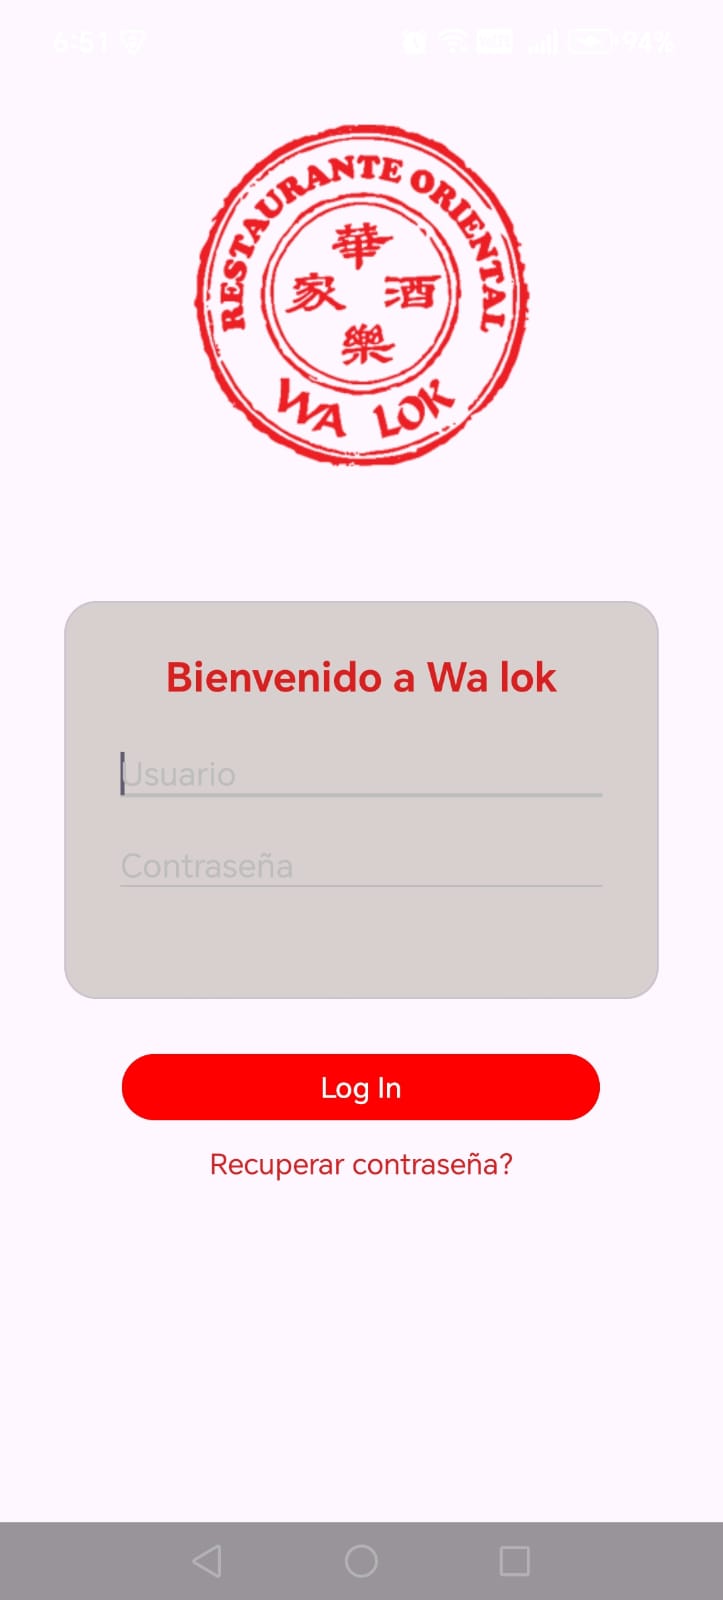 6:51
94%
RESTAURANTE ORIENTAL
華
家 酒
樂
WA LOK
Bienvenido a Wa lok
Usuario
Contraseña
Log In
Recuperar contraseña?